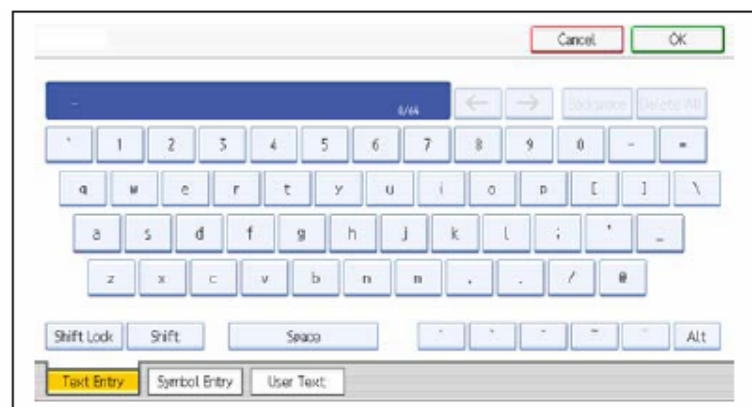 Cancel OK
_ 0/64 ← → Backspace Delete All
` 1 2 3 4 5 6 7 8 9 0 - =
q w e r t y u i o p [ ] \
a s d f g h j k l ; ' _
z x c v b n m , . / @
Shift Lock Shift Space Alt
Text Entry Symbol Entry User Text